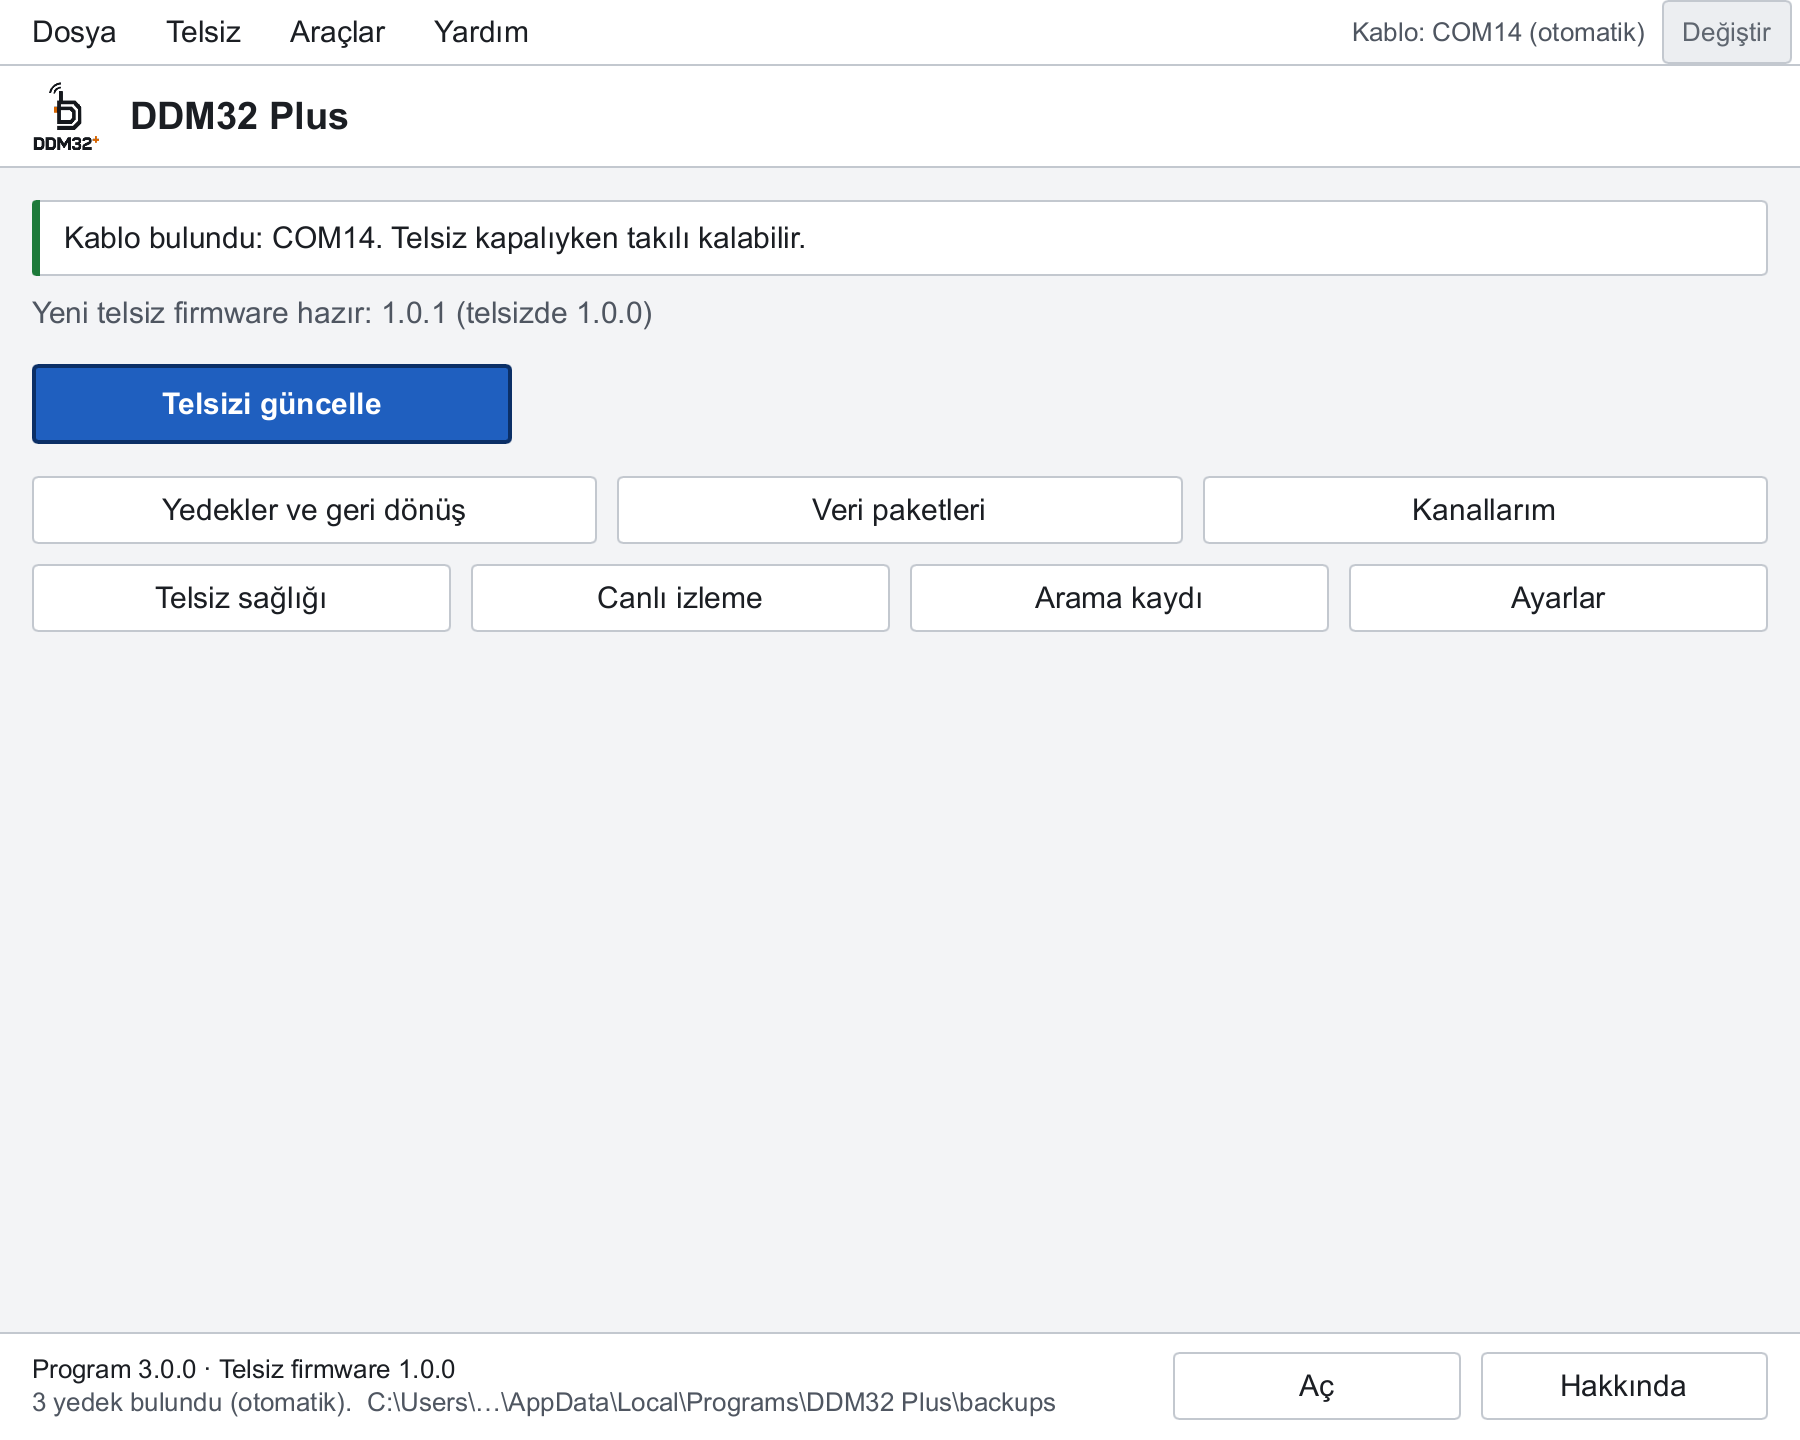 Dosya Telsiz Araçlar Yardım Kablo: COM14 (otomatik) Değiştir
DDM32+
DDM32 Plus
Kablo bulundu: COM14. Telsiz kapalıyken takılı kalabilir.
Yeni telsiz firmware hazır: 1.0.1 (telsizde 1.0.0)
Telsizi güncelle
Yedekler ve geri dönüş Veri paketleri Kanallarım
Telsiz sağlığı Canlı izleme Arama kaydı Ayarlar
Program 3.0.0 · Telsiz firmware 1.0.0
3 yedek bulundu (otomatik). C:\Users\…\AppData\Local\Programs\DDM32 Plus\backups
Aç Hakkında